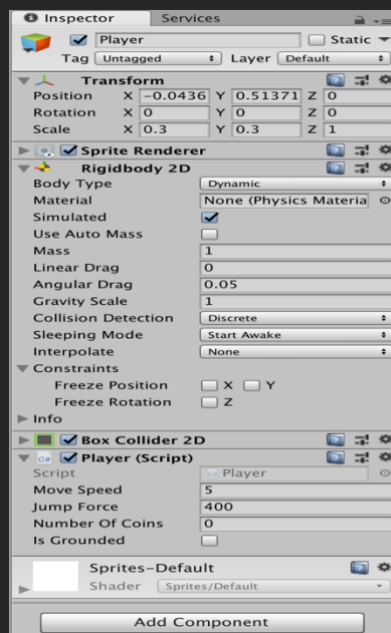 Inspector Services
Player Static
Tag Untagged Layer Default
Transform
Position X -0.0436 Y 0.51371 Z 0
Rotation X 0 Y 0 Z 0
Scale X 0.3 Y 0.3 Z 1
Sprite Renderer
Rigidbody 2D
Body Type Dynamic
Material None (Physics Materia
Simulated
Use Auto Mass
Mass 1
Linear Drag 0
Angular Drag 0.05
Gravity Scale 1
Collision Detection Discrete
Sleeping Mode Start Awake
Interpolate None
Constraints
Freeze Position X Y
Freeze Rotation Z
Info
Box Collider 2D
C# Player (Script)
Script Player
Move Speed 5
Jump Force 400
Number Of Coins 0
Is Grounded
Sprites-Default
Shader Sprites/Default
Add Component